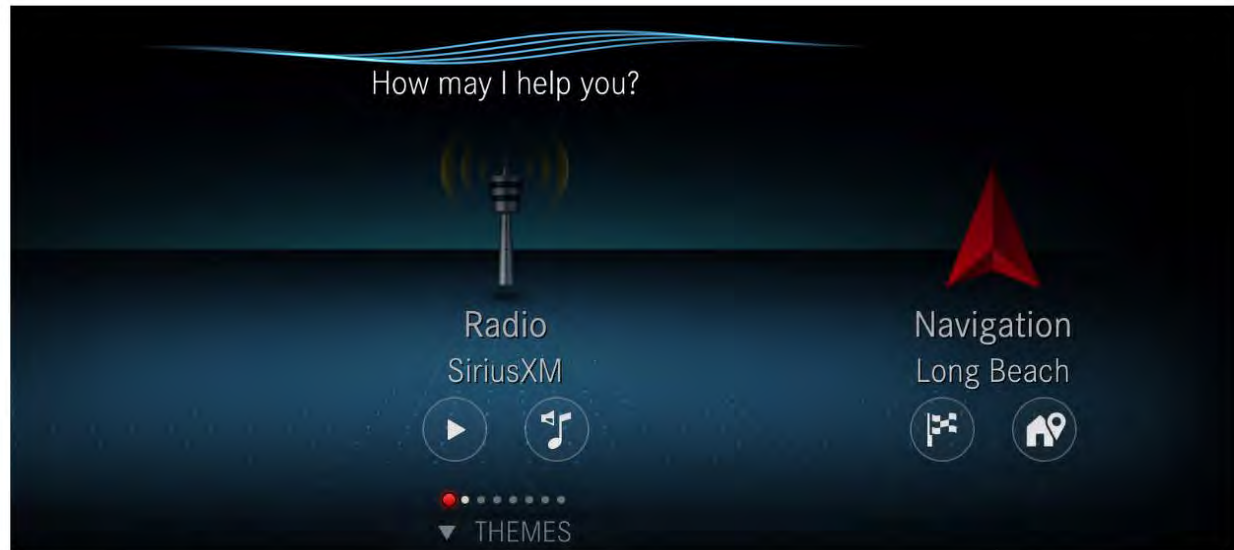 How may I help you?
Radio
SiriusXM
Navigation
Long Beach
THEMES